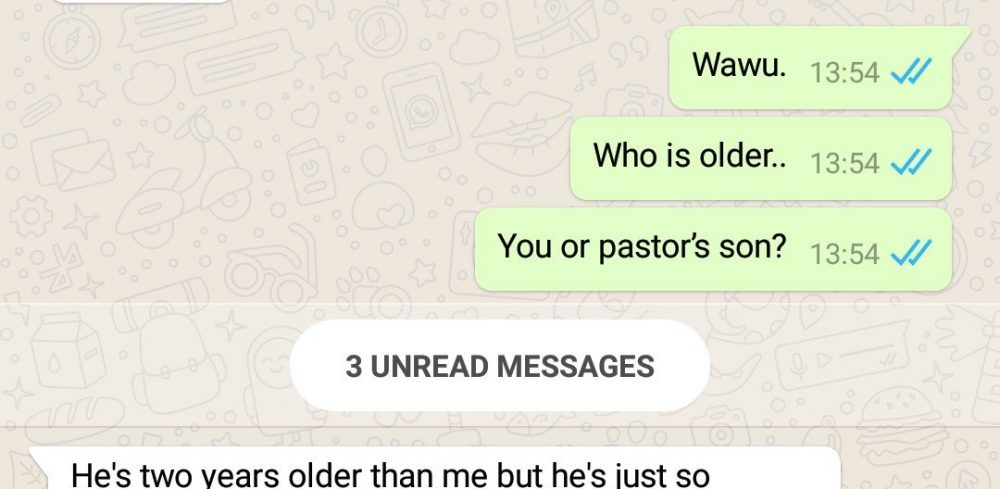 Wawu. 13:54
Who is older.. 13:54
You or pastor's son? 13:54
3 UNREAD MESSAGES
He's two years older than me but he's just so